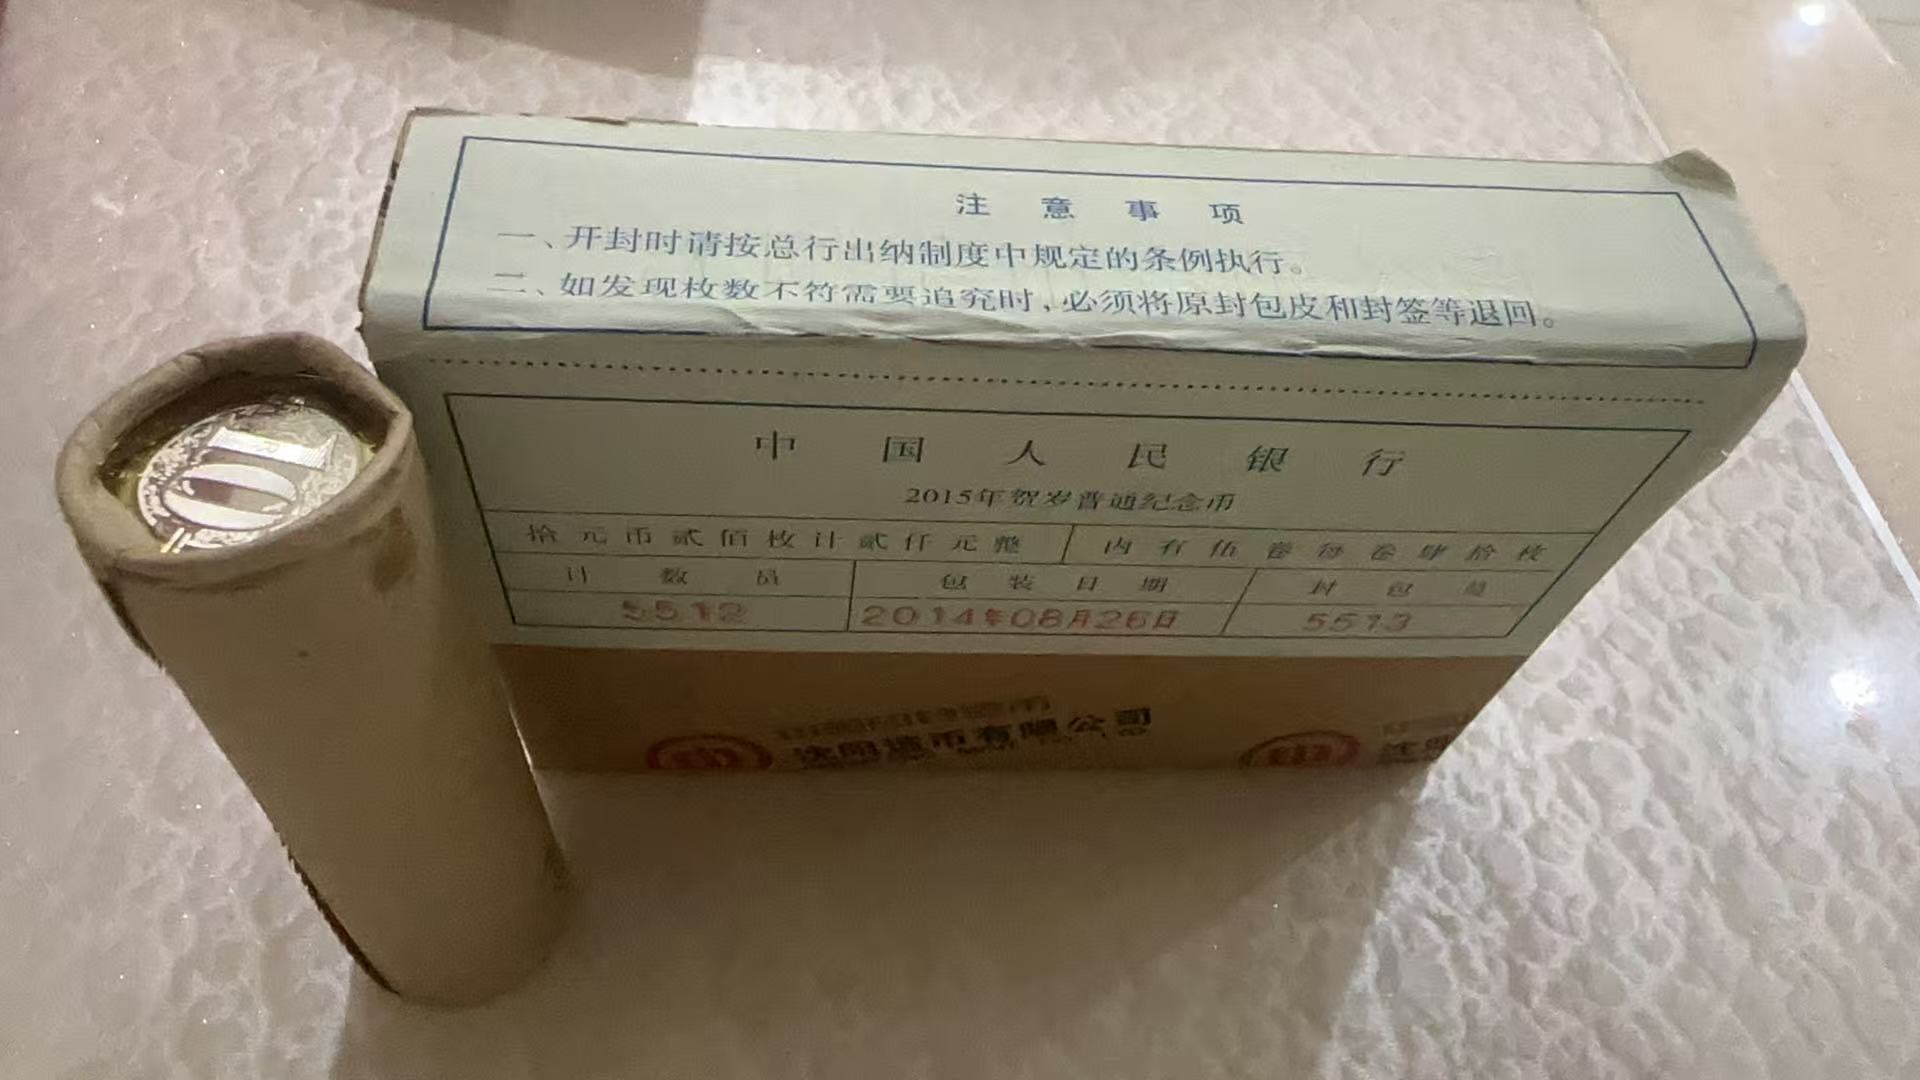 注意事项
一、开封时请按总行出纳制度中规定的条例执行。
二、如发现枚数不符需要追究时,必须将原封包皮和封签等退回。
中国人民银行
2015年贺岁普通纪念币
拾元币贰佰枚计贰仟元整 内有伍卷每卷肆拾枚
计数员 包装日期 封包员
5512 2014年08月26日 5513
沈阳造币有限公司
10